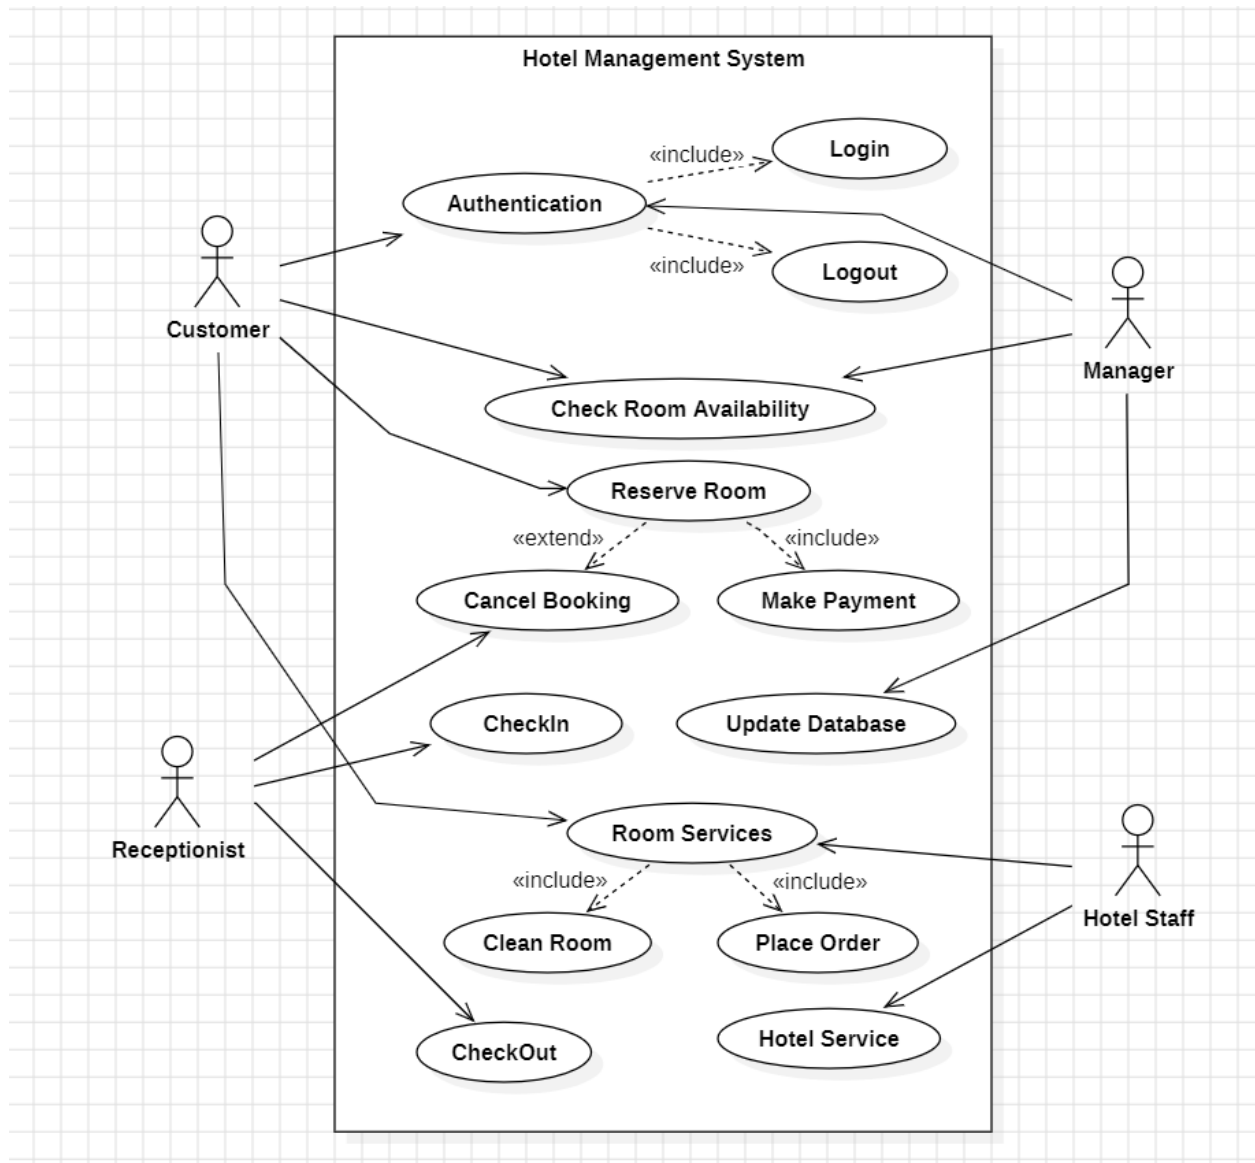 Hotel Management System
«include»
Login
Authentication
«include»
Logout
Customer
Manager
Check Room Availability
Reserve Room
«extend»
«include»
Cancel Booking
Make Payment
CheckIn
Update Database
Receptionist
Room Services
«include»
«include»
Hotel Staff
Clean Room
Place Order
Hotel Service
CheckOut